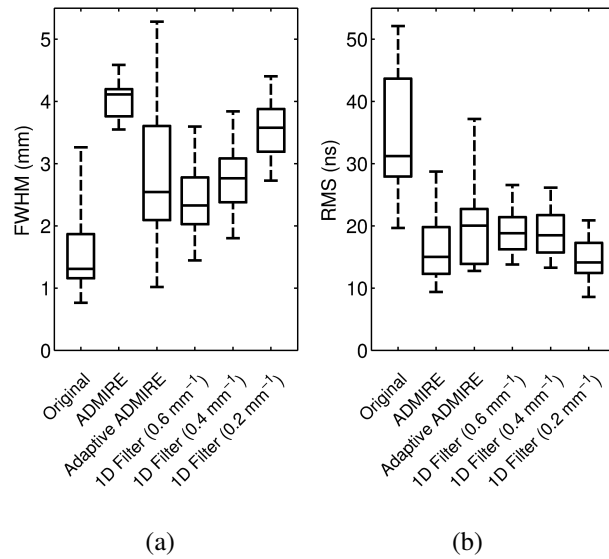 FWHM (mm)
5
4
3
2
1
0
Original
ADMIRE
Adaptive ADMIRE
1D Filter (0.6 mm⁻¹)
1D Filter (0.4 mm⁻¹)
1D Filter (0.2 mm⁻¹)
(a)
RMS (ns)
50
40
30
20
10
0
Original
ADMIRE
Adaptive ADMIRE
1D Filter (0.6 mm⁻¹)
1D Filter (0.4 mm⁻¹)
1D Filter (0.2 mm⁻¹)
(b)